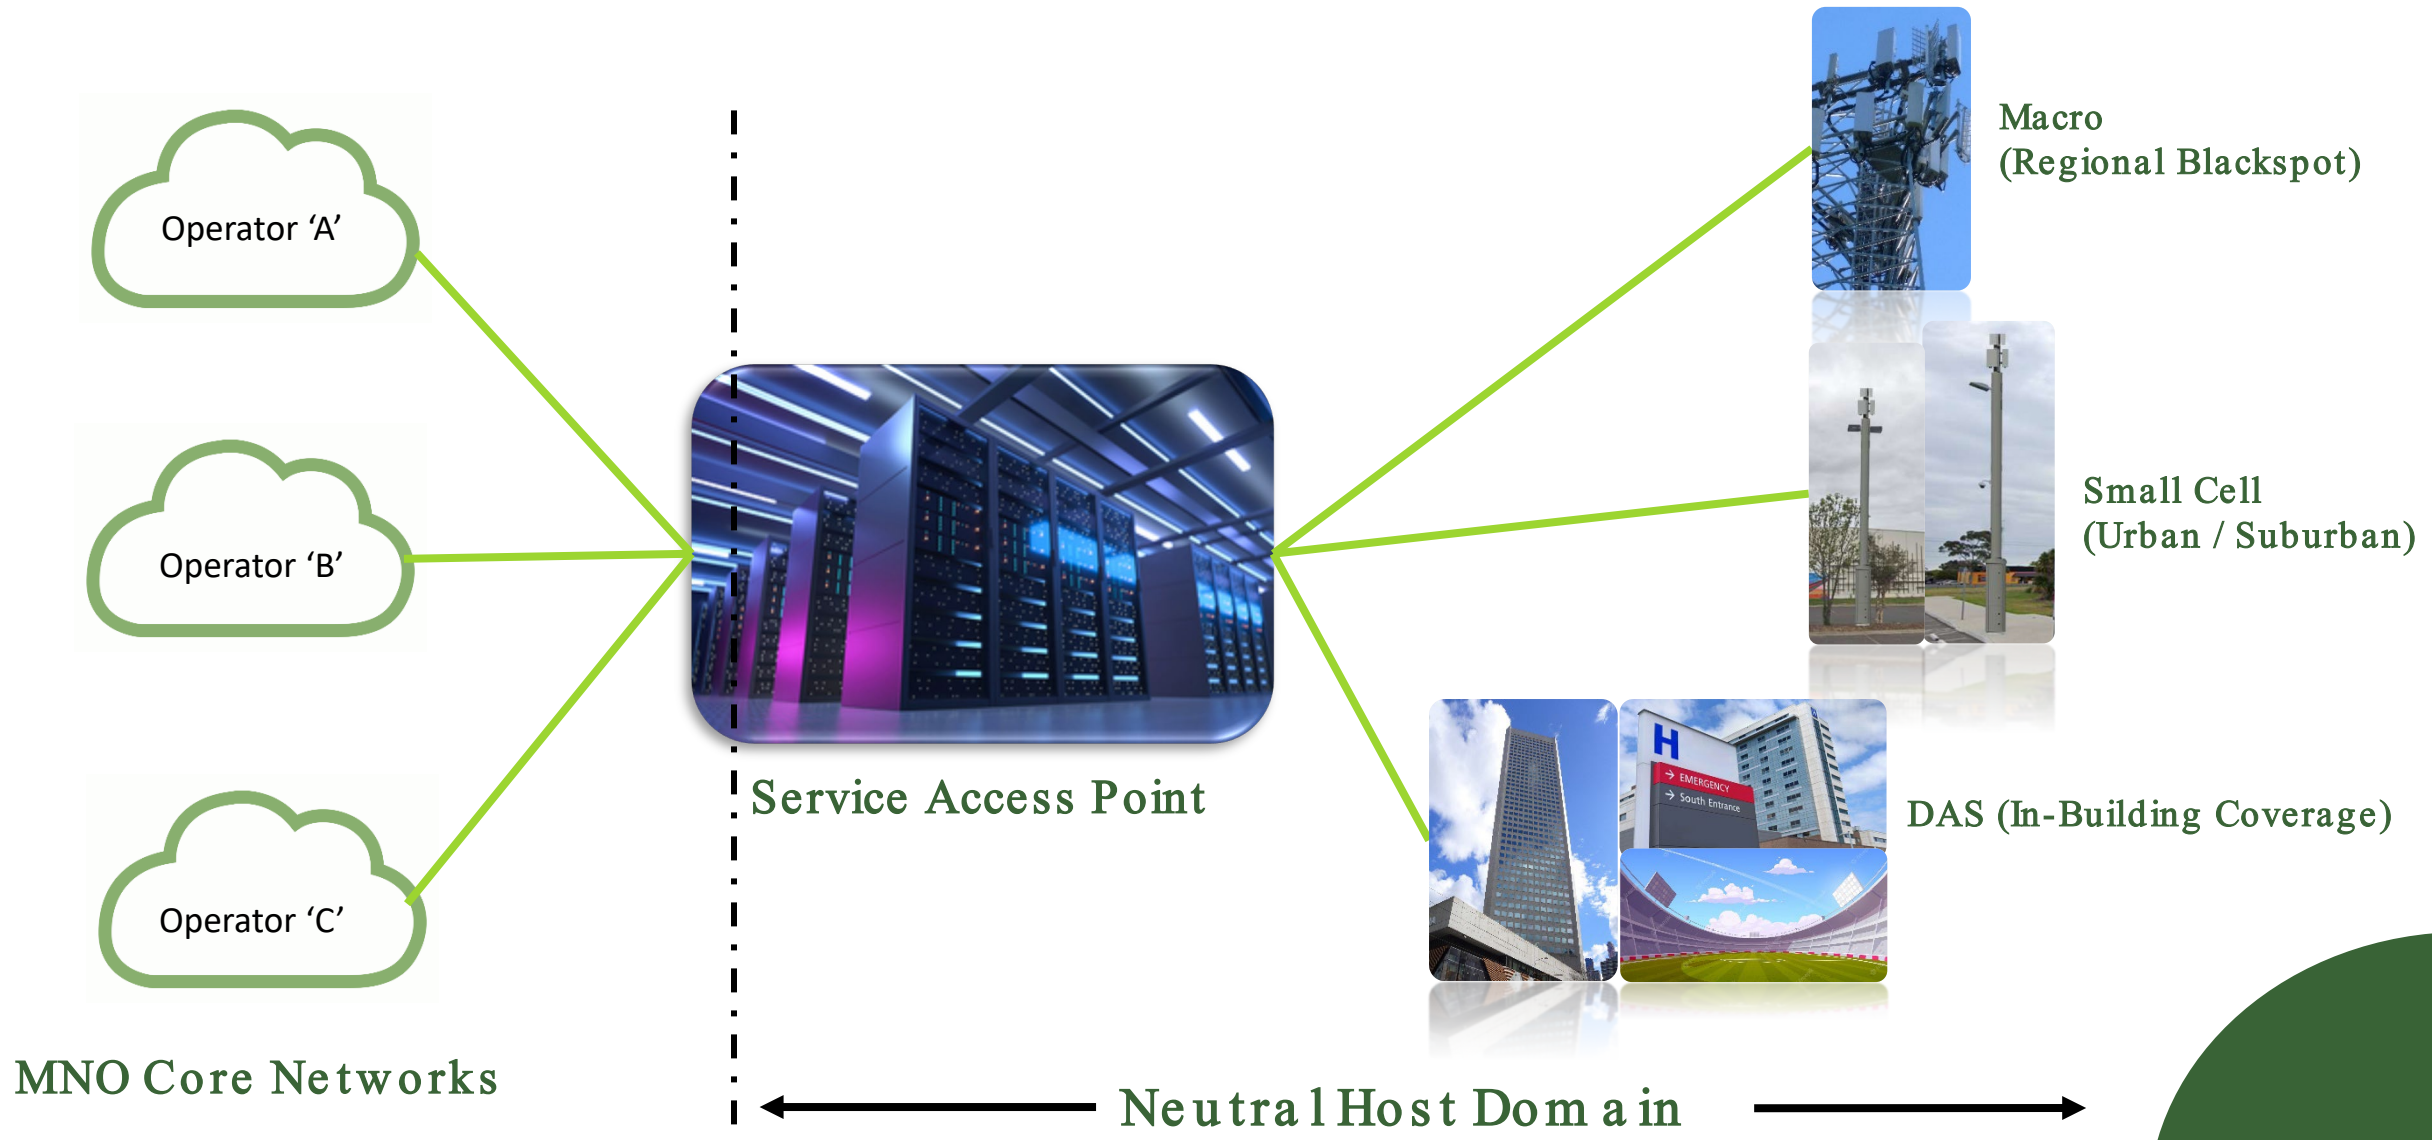 Operator ‘A’
Operator ‘B’
Operator ‘C’
MNO Core Networks
Service Access Point
Macro
(Regional Blackspot)
Small Cell
(Urban / Suburban)
H
→ EMERGENCY
→ South Entrance
DAS (In-Building Coverage)
Neutral Host Domain